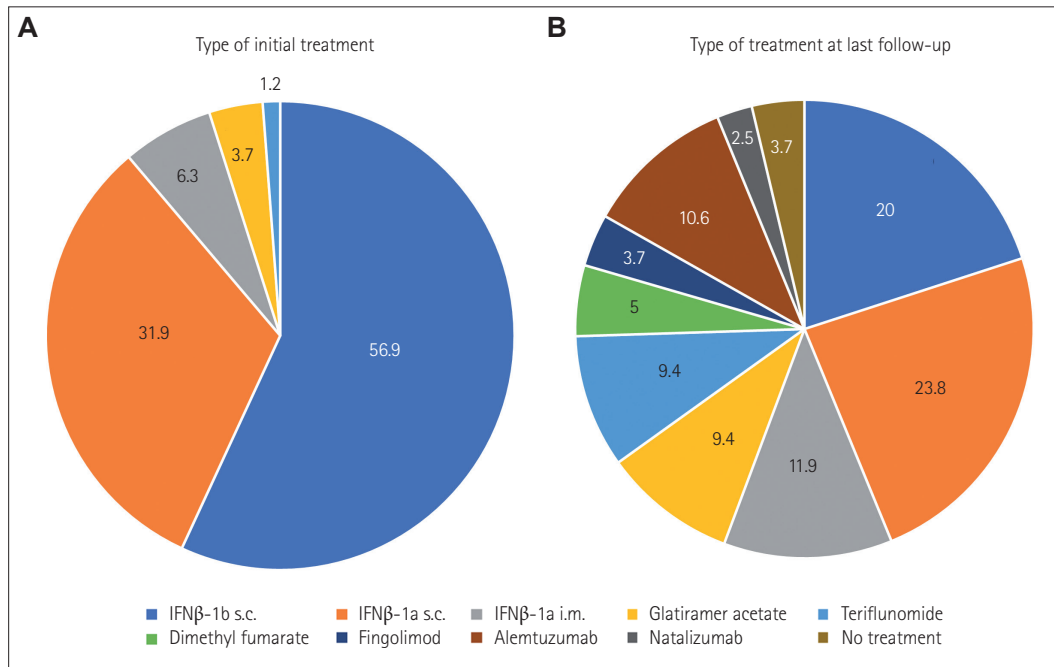 A
B
Type of initial treatment
Type of treatment at last follow-up
1.2
3.7
6.3
31.9
56.9
2.5
3.7
10.6
20
3.7
5
9.4
23.8
9.4
11.9
IFNβ-1b s.c. IFNβ-1a s.c. IFNβ-1a i.m. Glatiramer acetate Teriflunomide
Dimethyl fumarate Fingolimod Alemtuzumab Natalizumab No treatment